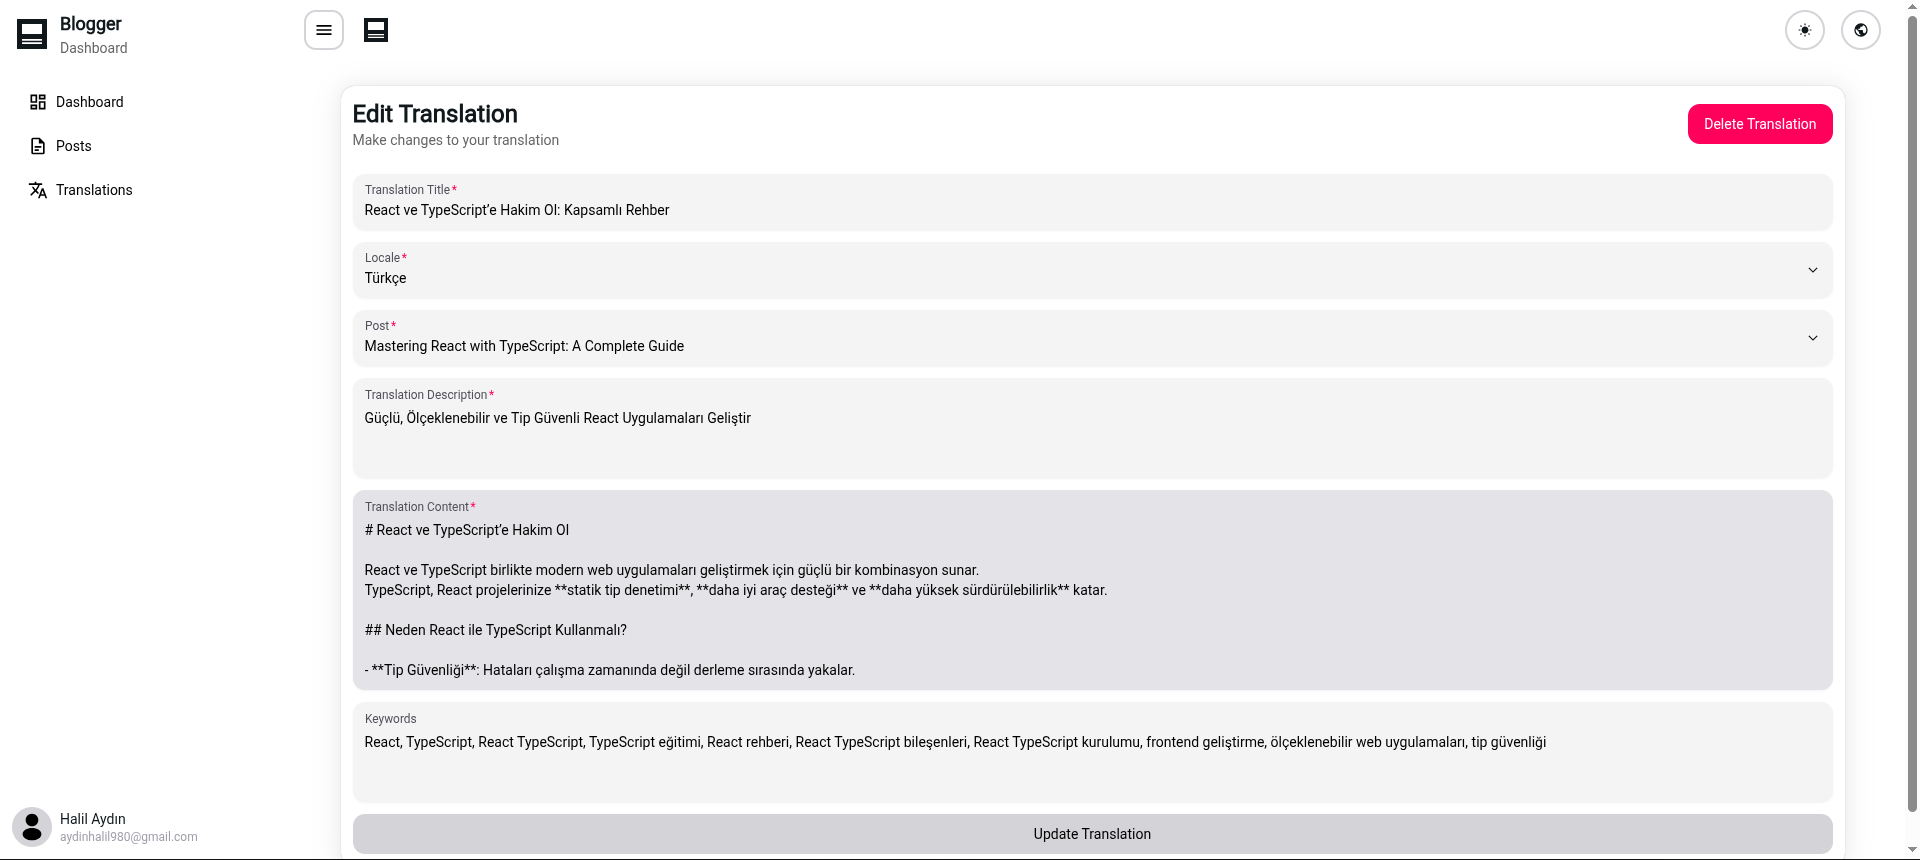 Blogger
Dashboard
Dashboard
Posts
Translations
Halil Aydın
aydinhalil980@gmail.com
Edit Translation
Make changes to your translation
Delete Translation
Translation Title*
React ve TypeScript’e Hakim Ol: Kapsamlı Rehber
Locale*
Türkçe
Post*
Mastering React with TypeScript: A Complete Guide
Translation Description*
Güçlü, Ölçeklenebilir ve Tip Güvenli React Uygulamaları Geliştir
Translation Content*
# React ve TypeScript’e Hakim Ol
React ve TypeScript birlikte modern web uygulamaları geliştirmek için güçlü bir kombinasyon sunar.
TypeScript, React projelerinize **statik tip denetimi**, **daha iyi araç desteği** ve **daha yüksek sürdürülebilirlik** katar.
## Neden React ile TypeScript Kullanmalı?
- **Tip Güvenliği**: Hataları çalışma zamanında değil derleme sırasında yakalar.
Keywords
React, TypeScript, React TypeScript, TypeScript eğitimi, React rehberi, React TypeScript bileşenleri, React TypeScript kurulumu, frontend geliştirme, ölçeklenebilir web uygulamaları, tip güvenliği
Update Translation